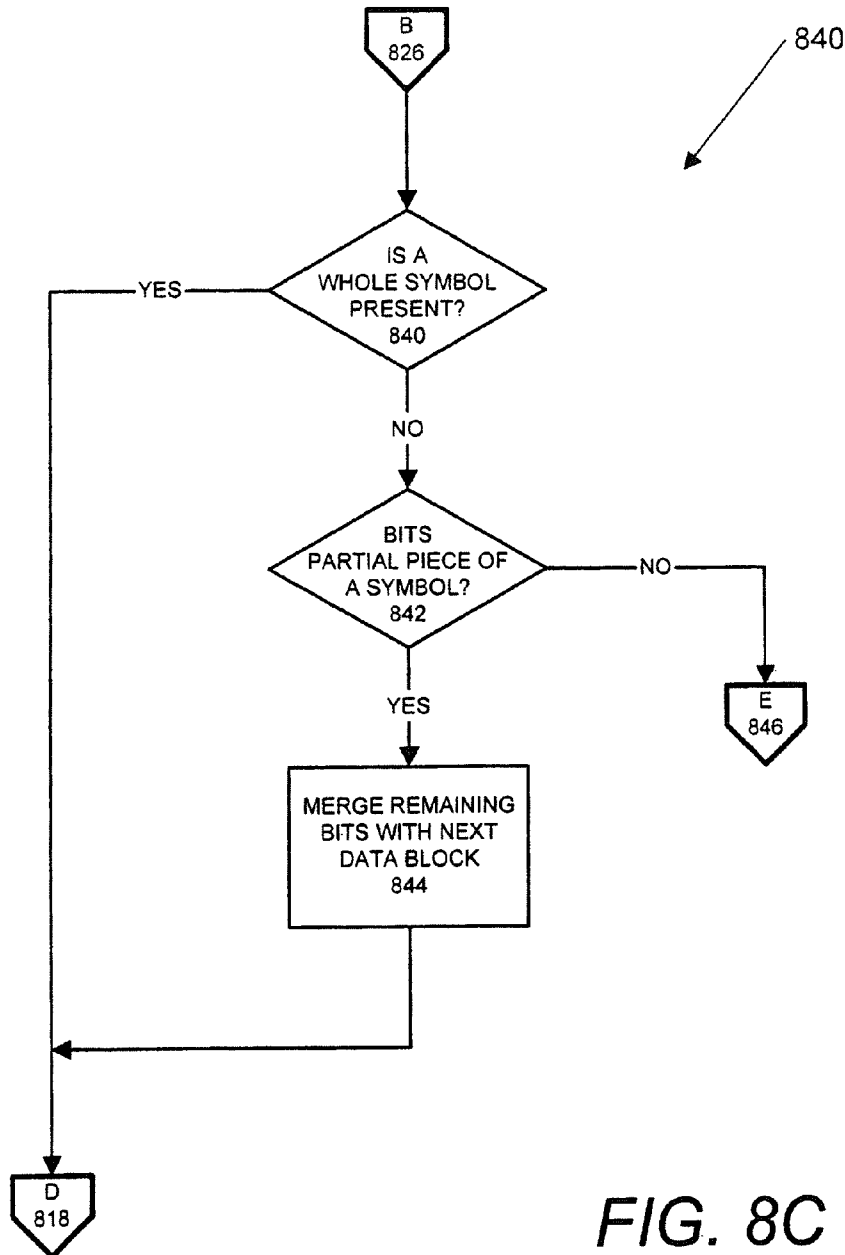 B
826
840
IS A
WHOLE SYMBOL
PRESENT?
840
YES
NO
BITS
PARTIAL PIECE OF
A SYMBOL?
842
NO
YES
E
846
MERGE REMAINING
BITS WITH NEXT
DATA BLOCK
844
D
818
FIG. 8C